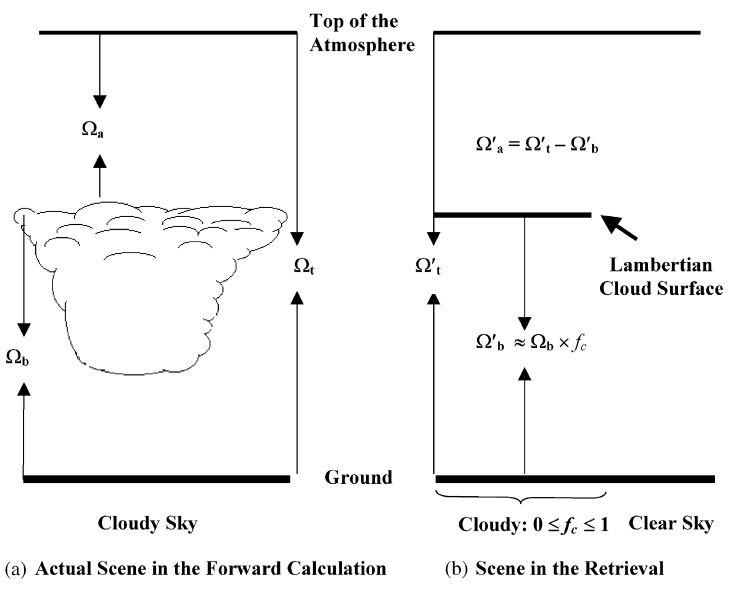 Top of the
Atmosphere
Ωa
Ω′a = Ω′t – Ω′b
Ωt
Ω′t
Lambertian
Cloud Surface
Ωb
Ω′b ≈ Ωb × fc
Ground
Cloudy Sky
Cloudy: 0 ≤ fc ≤ 1 Clear Sky
(a) Actual Scene in the Forward Calculation
(b) Scene in the Retrieval